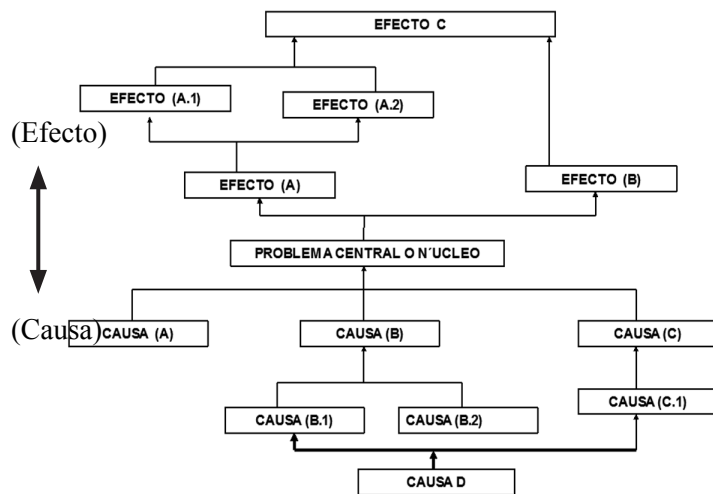 EFECTO C
EFECTO (A.1)
EFECTO (A.2)
(Efecto)
EFECTO (A)
EFECTO (B)
PROBLEMA CENTRAL O N´UCLEO
(Causa)
CAUSA (A)
CAUSA (B)
CAUSA (C)
CAUSA (C.1)
CAUSA (B.1)
CAUSA (B.2)
CAUSA D